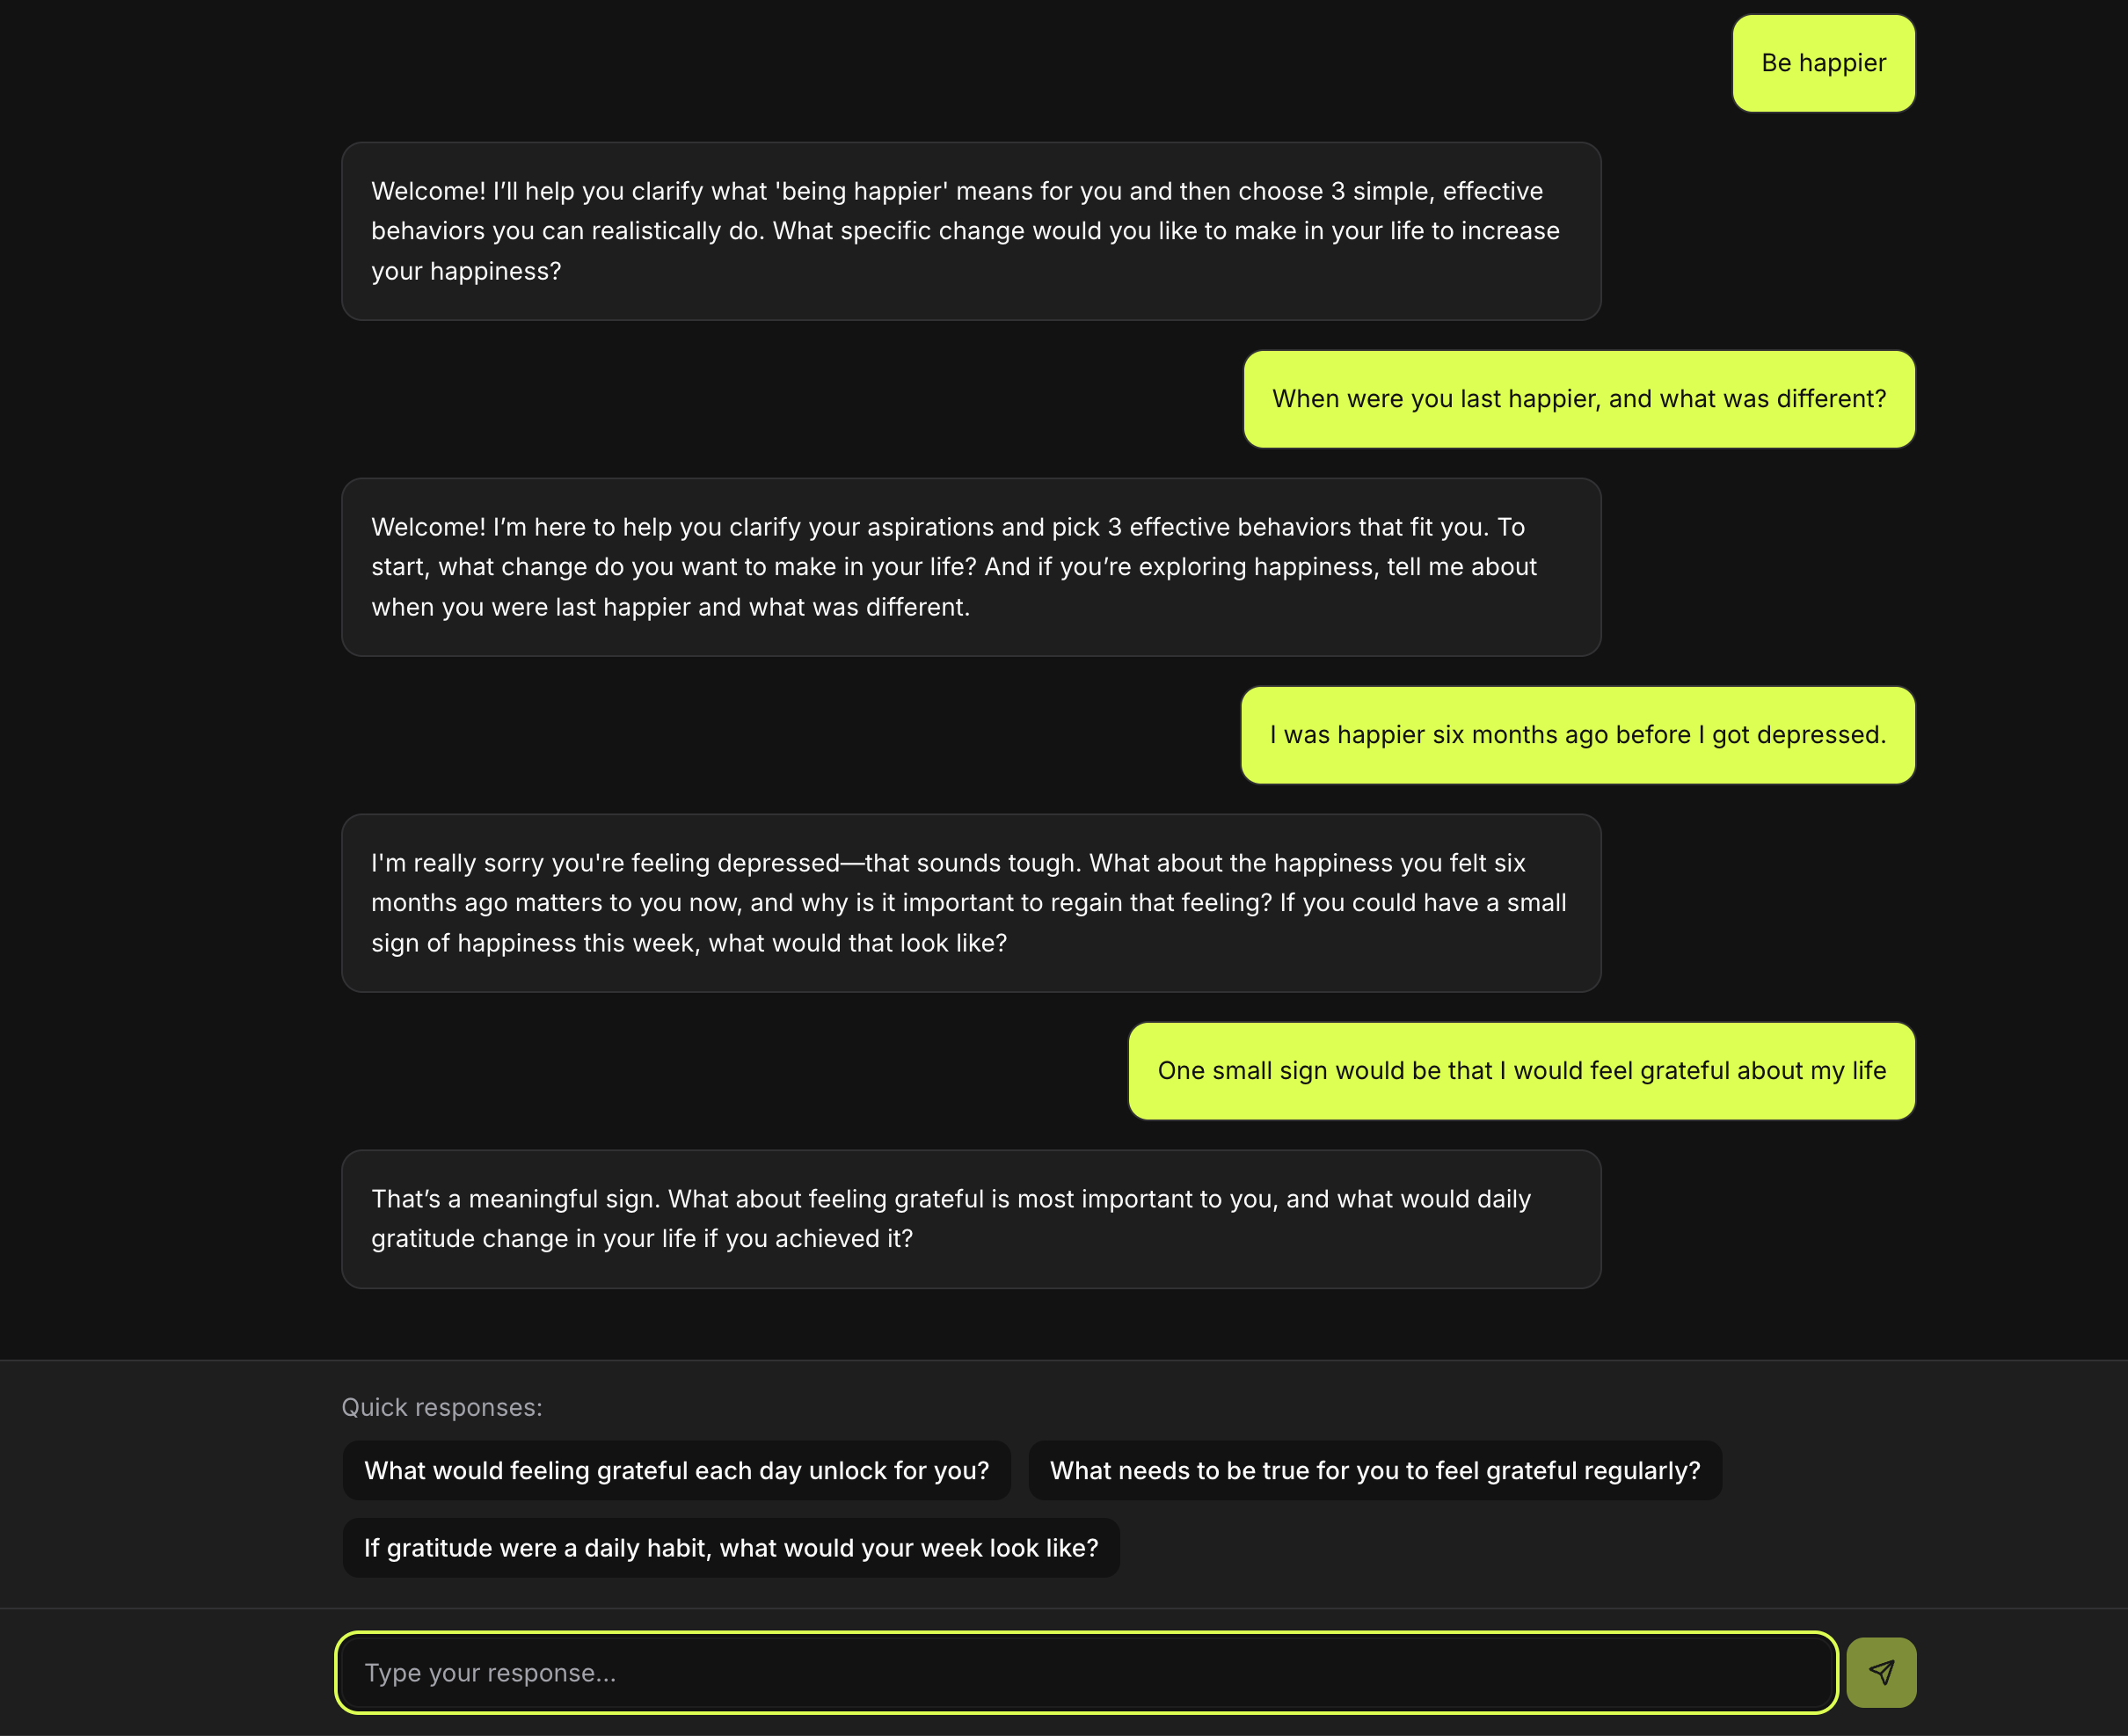 Be happier
Welcome! I’ll help you clarify what 'being happier' means for you and then choose 3 simple, effective
behaviors you can realistically do. What specific change would you like to make in your life to increase
your happiness?
When were you last happier, and what was different?
Welcome! I’m here to help you clarify your aspirations and pick 3 effective behaviors that fit you. To
start, what change do you want to make in your life? And if you’re exploring happiness, tell me about
when you were last happier and what was different.
I was happier six months ago before I got depressed.
I'm really sorry you're feeling depressed—that sounds tough. What about the happiness you felt six
months ago matters to you now, and why is it important to regain that feeling? If you could have a small
sign of happiness this week, what would that look like?
One small sign would be that I would feel grateful about my life
That’s a meaningful sign. What about feeling grateful is most important to you, and what would daily
gratitude change in your life if you achieved it?
Quick responses:
What would feeling grateful each day unlock for you?
What needs to be true for you to feel grateful regularly?
If gratitude were a daily habit, what would your week look like?
Type your response...